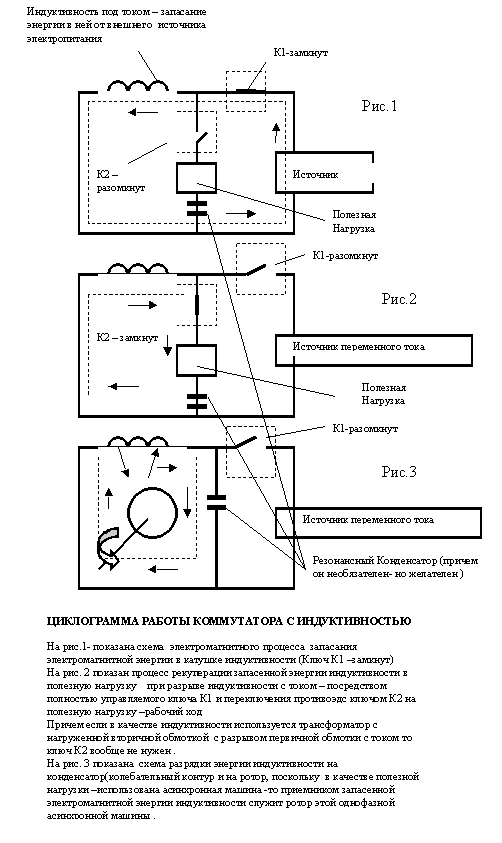 Индуктивность под током – запасание
энергии в ней от внешнего источника
электропитания
К1-замкнут
Рис.1
К2 –
разомкнут
Источник
Полезная
Нагрузка
К1-разомкнут
Рис.2
К2 – замкнут
Источник переменного тока
Полезная
Нагрузка
К1-разомкнут
Рис.3
Источник переменного тока
Резонансный Конденсатор (причем
он необязателен- но желателен )
ЦИКЛОГРАММА РАБОТЫ КОММУТАТОРА С ИНДУКТИВНОСТЬЮ
На рис.1- показана схема электромагнитного процесса запасания
электромагнитной энергии в катушке индуктивности (Ключ К1 –замкнут)
На рис. 2 показан процесс рекуперации запасенной энергии индуктивности в
полезную нагрузку при разрыве индуктивности с током – посредством
полностью управляемого ключа К1 и переключения противоэдс ключом К2 на
полезную нагрузку –рабочий ход
Причем если в качестве индуктивности используется трансформатор с
нагруженной вторичной обмоткой с разрывом первичной обмотки с током то
ключ К2 вообще не нужен .
На рис. 3 показана схема разрядки энергии индуктивности на
конденсатор(колебательный контур и на ротор, поскольку в качестве полезной
нагрузки –использована асинхронная машина -то приемником запасенной
электромагнитной энергии индуктивности служит ротор этой однофазной
асинхронной машины .